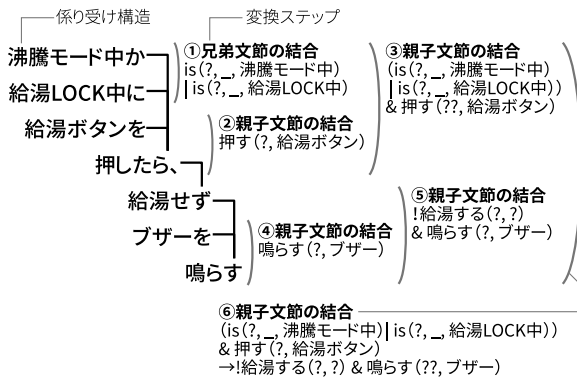 係り受け構造
変換ステップ
沸騰モード中か
給湯LOCK中に
給湯ボタンを
押したら、
給湯せず
ブザーを
鳴らす
①兄弟文節の結合
is(?, _, 沸騰モード中)
| is(?, _, 給湯LOCK中)
②親子文節の結合
押す(?, 給湯ボタン)
③親子文節の結合
(is(?, _, 沸騰モード中)
| is(?, _, 給湯LOCK中))
& 押す(??, 給湯ボタン)
④親子文節の結合
鳴らす(?, ブザー)
⑤親子文節の結合
!給湯する(?, ?)
& 鳴らす(?, ブザー)
⑥親子文節の結合
(is(?, _, 沸騰モード中)| is(?, _, 給湯LOCK中))
& 押す(?, 給湯ボタン)
→!給湯する(?, ?) & 鳴らす(??, ブザー)